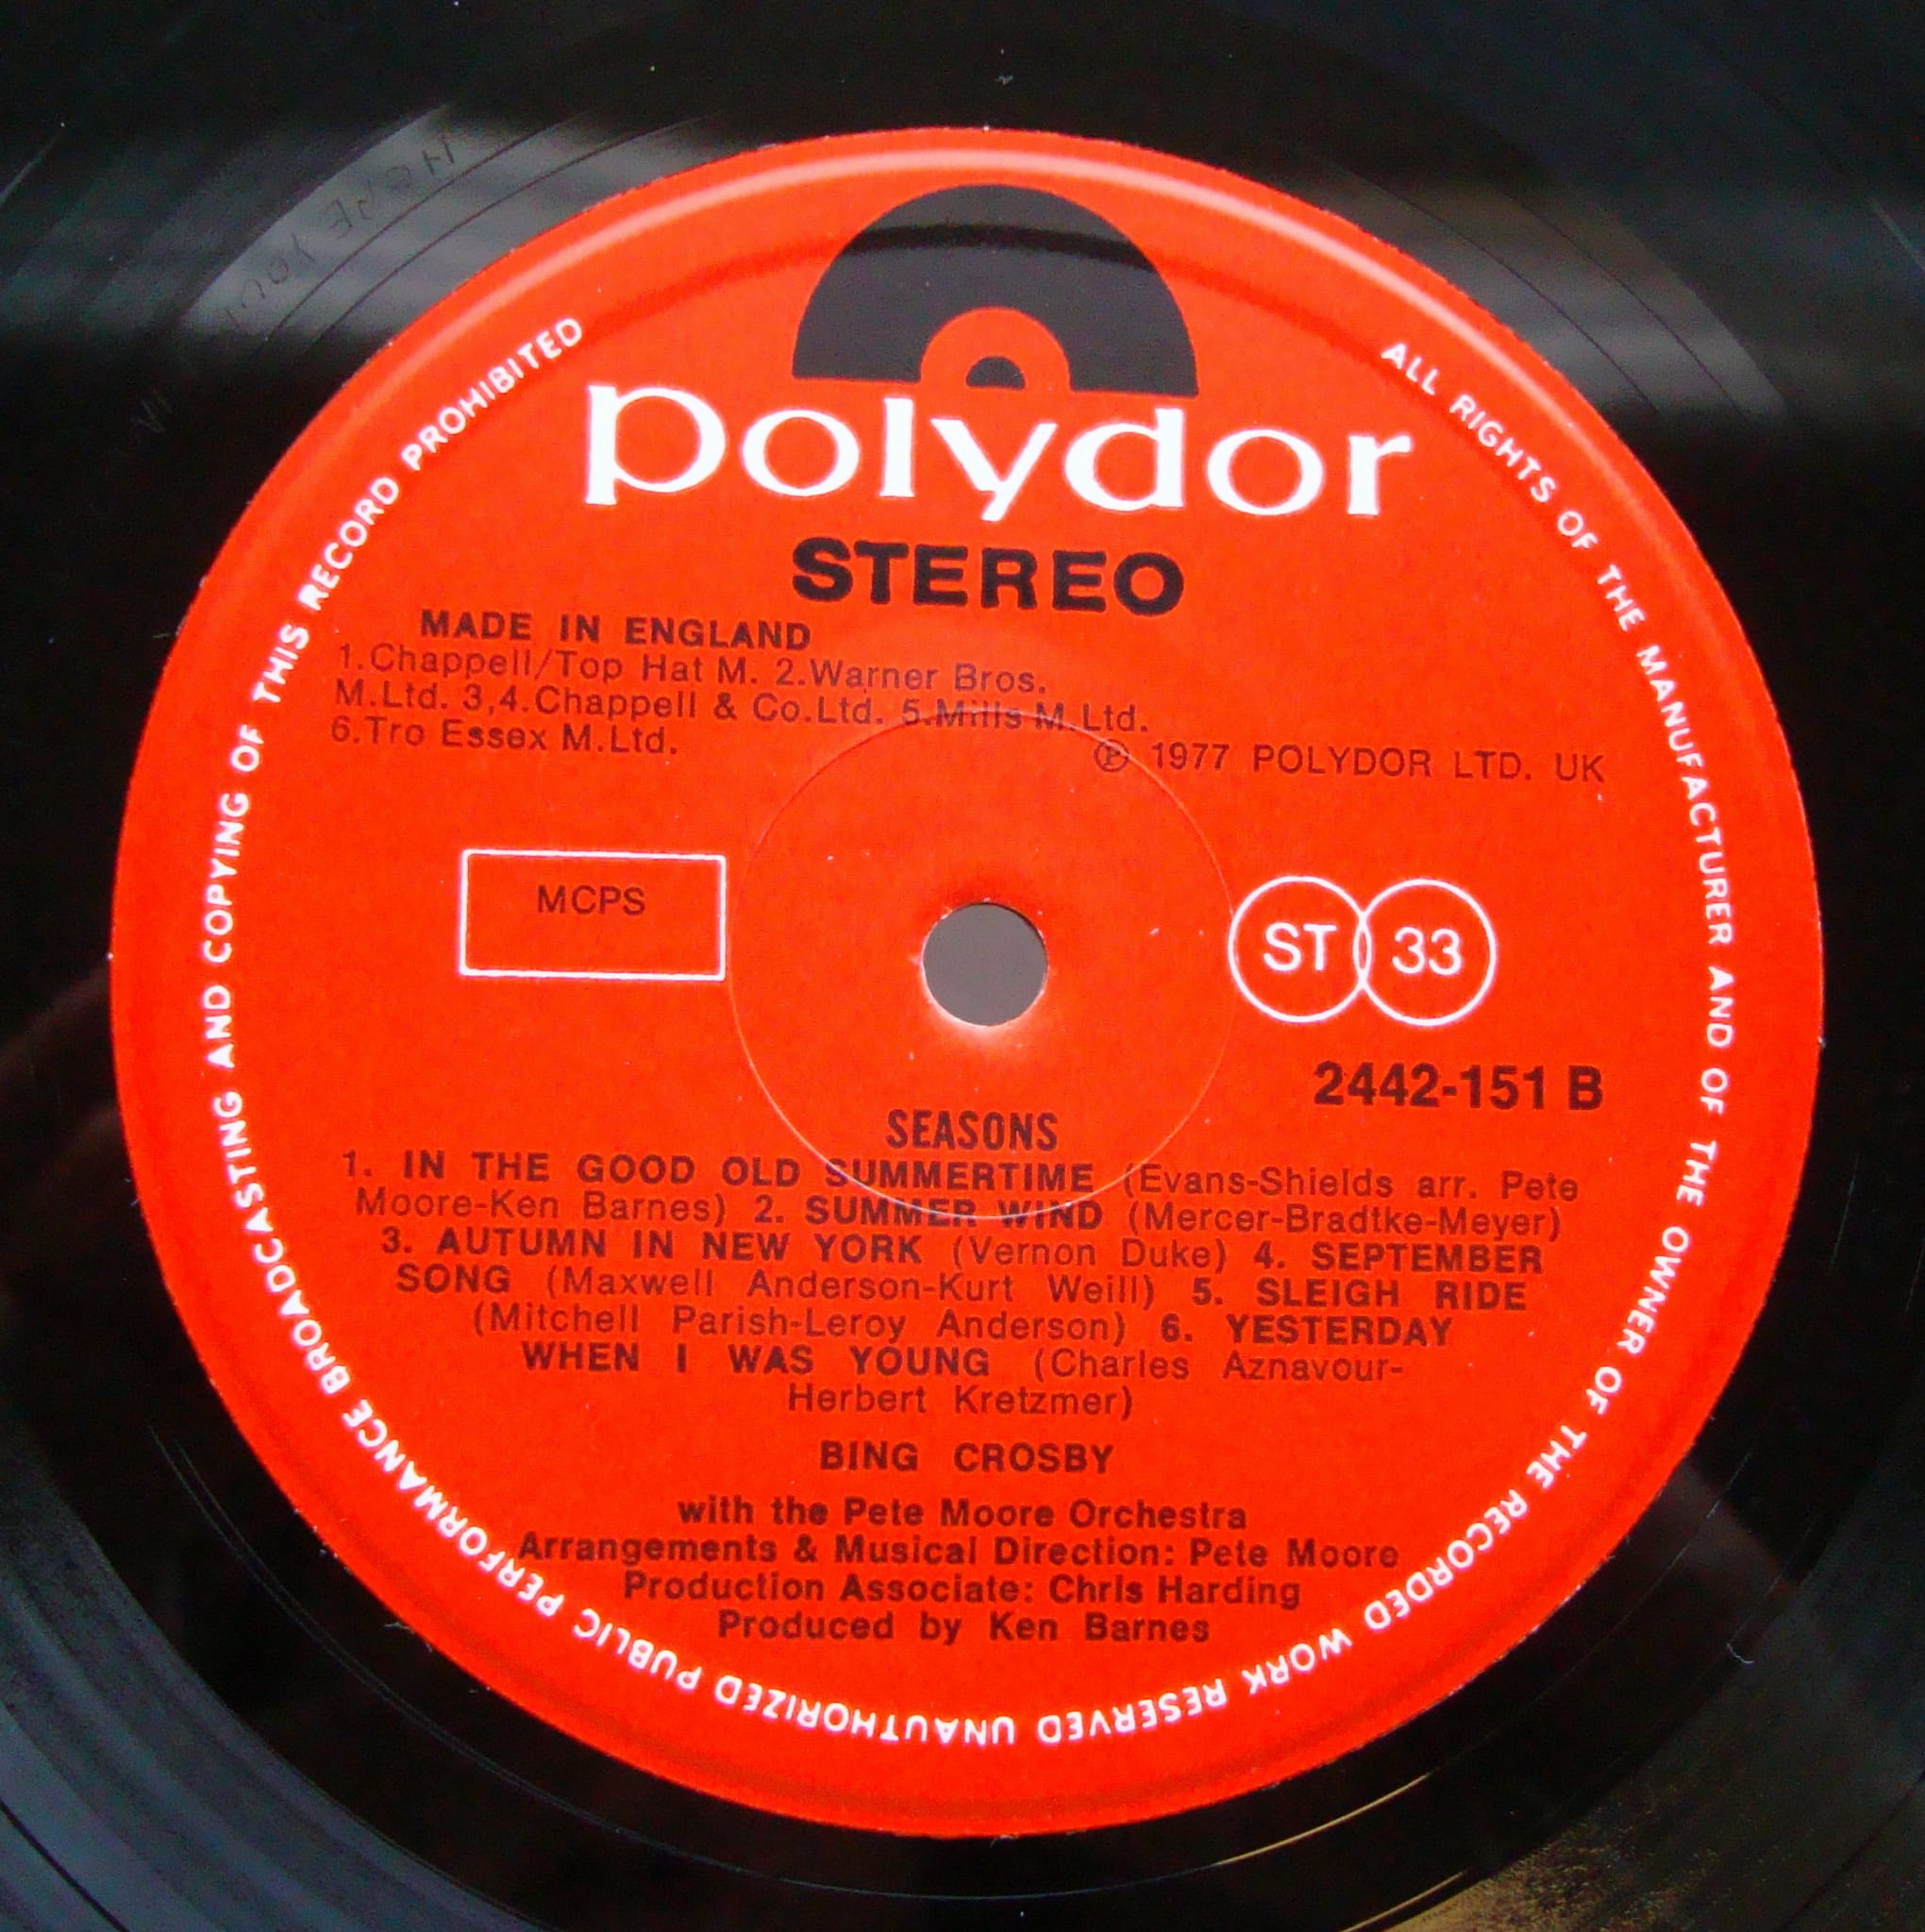 polydor
STEREO
MADE IN ENGLAND
1.Chappell/Top Hat M. 2.Warner Bros.
M.Ltd. 3,4.Chappell & Co.Ltd. 5.Mills M.Ltd.
6.Tro Essex M.Ltd.
℗ 1977 POLYDOR LTD. UK
MCPS
ST 33
2442-151 B
SEASONS
1. IN THE GOOD OLD SUMMERTIME (Evans-Shields arr. Pete
Moore-Ken Barnes) 2. SUMMER WIND (Mercer-Bradtke-Meyer)
3. AUTUMN IN NEW YORK (Vernon Duke) 4. SEPTEMBER
SONG (Maxwell Anderson-Kurt Weill) 5. SLEIGH RIDE
(Mitchell Parish-Leroy Anderson) 6. YESTERDAY
WHEN I WAS YOUNG (Charles Aznavour-
Herbert Kretzmer)
BING CROSBY
with the Pete Moore Orchestra
Arrangements & Musical Direction: Pete Moore
Production Associate: Chris Harding
Produced by Ken Barnes
ALL RIGHTS OF THE MANUFACTURER AND OF THE OWNER OF THE RECORDED WORK RESERVED UNAUTHORIZED PUBLIC PERFORMANCE BROADCASTING AND COPYING OF THIS RECORD PROHIBITED